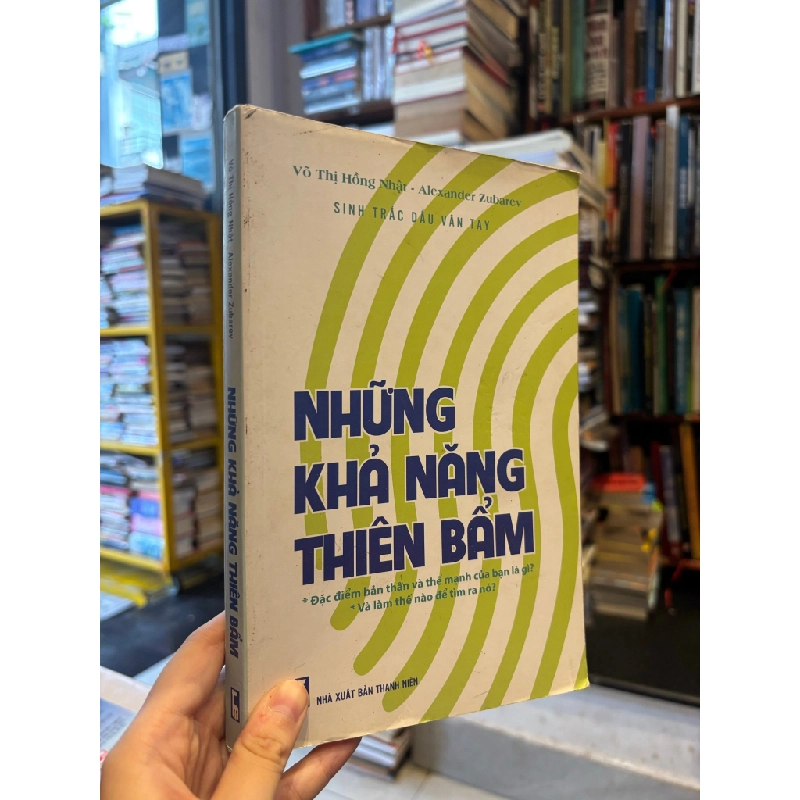 Võ Thị Hồng Nhật - Alexander Zubarev
SINH TRẮC DẤU VÂN TAY
NHỮNG
KHẢ NĂNG
THIÊN BẨM
* Đặc điểm bản thân và thế mạnh của bạn là gì?
* Và làm thế nào để tìm ra nó?
NHÀ XUẤT BẢN THANH NIÊN
Võ Thị Hồng Nhật - Alexander Zubarev
NHỮNG KHẢ NĂNG THIÊN BẨM